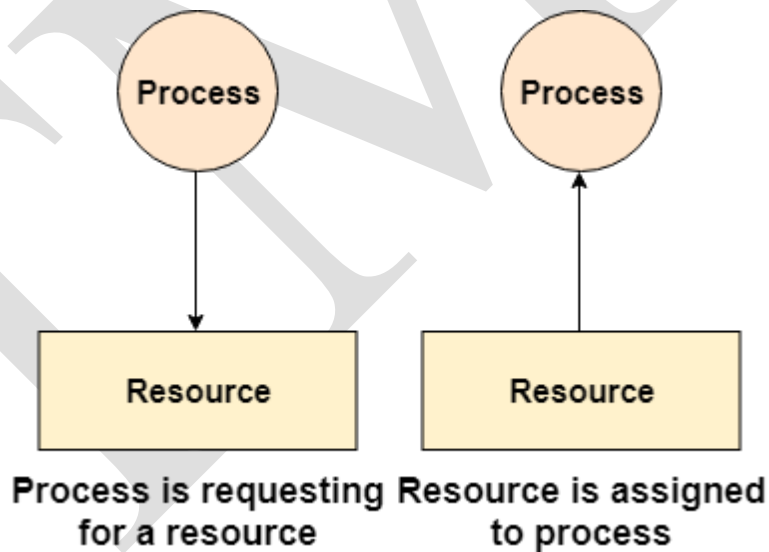 Process
Process
Resource
Resource
Process is requesting
for a resource
Resource is assigned
to process